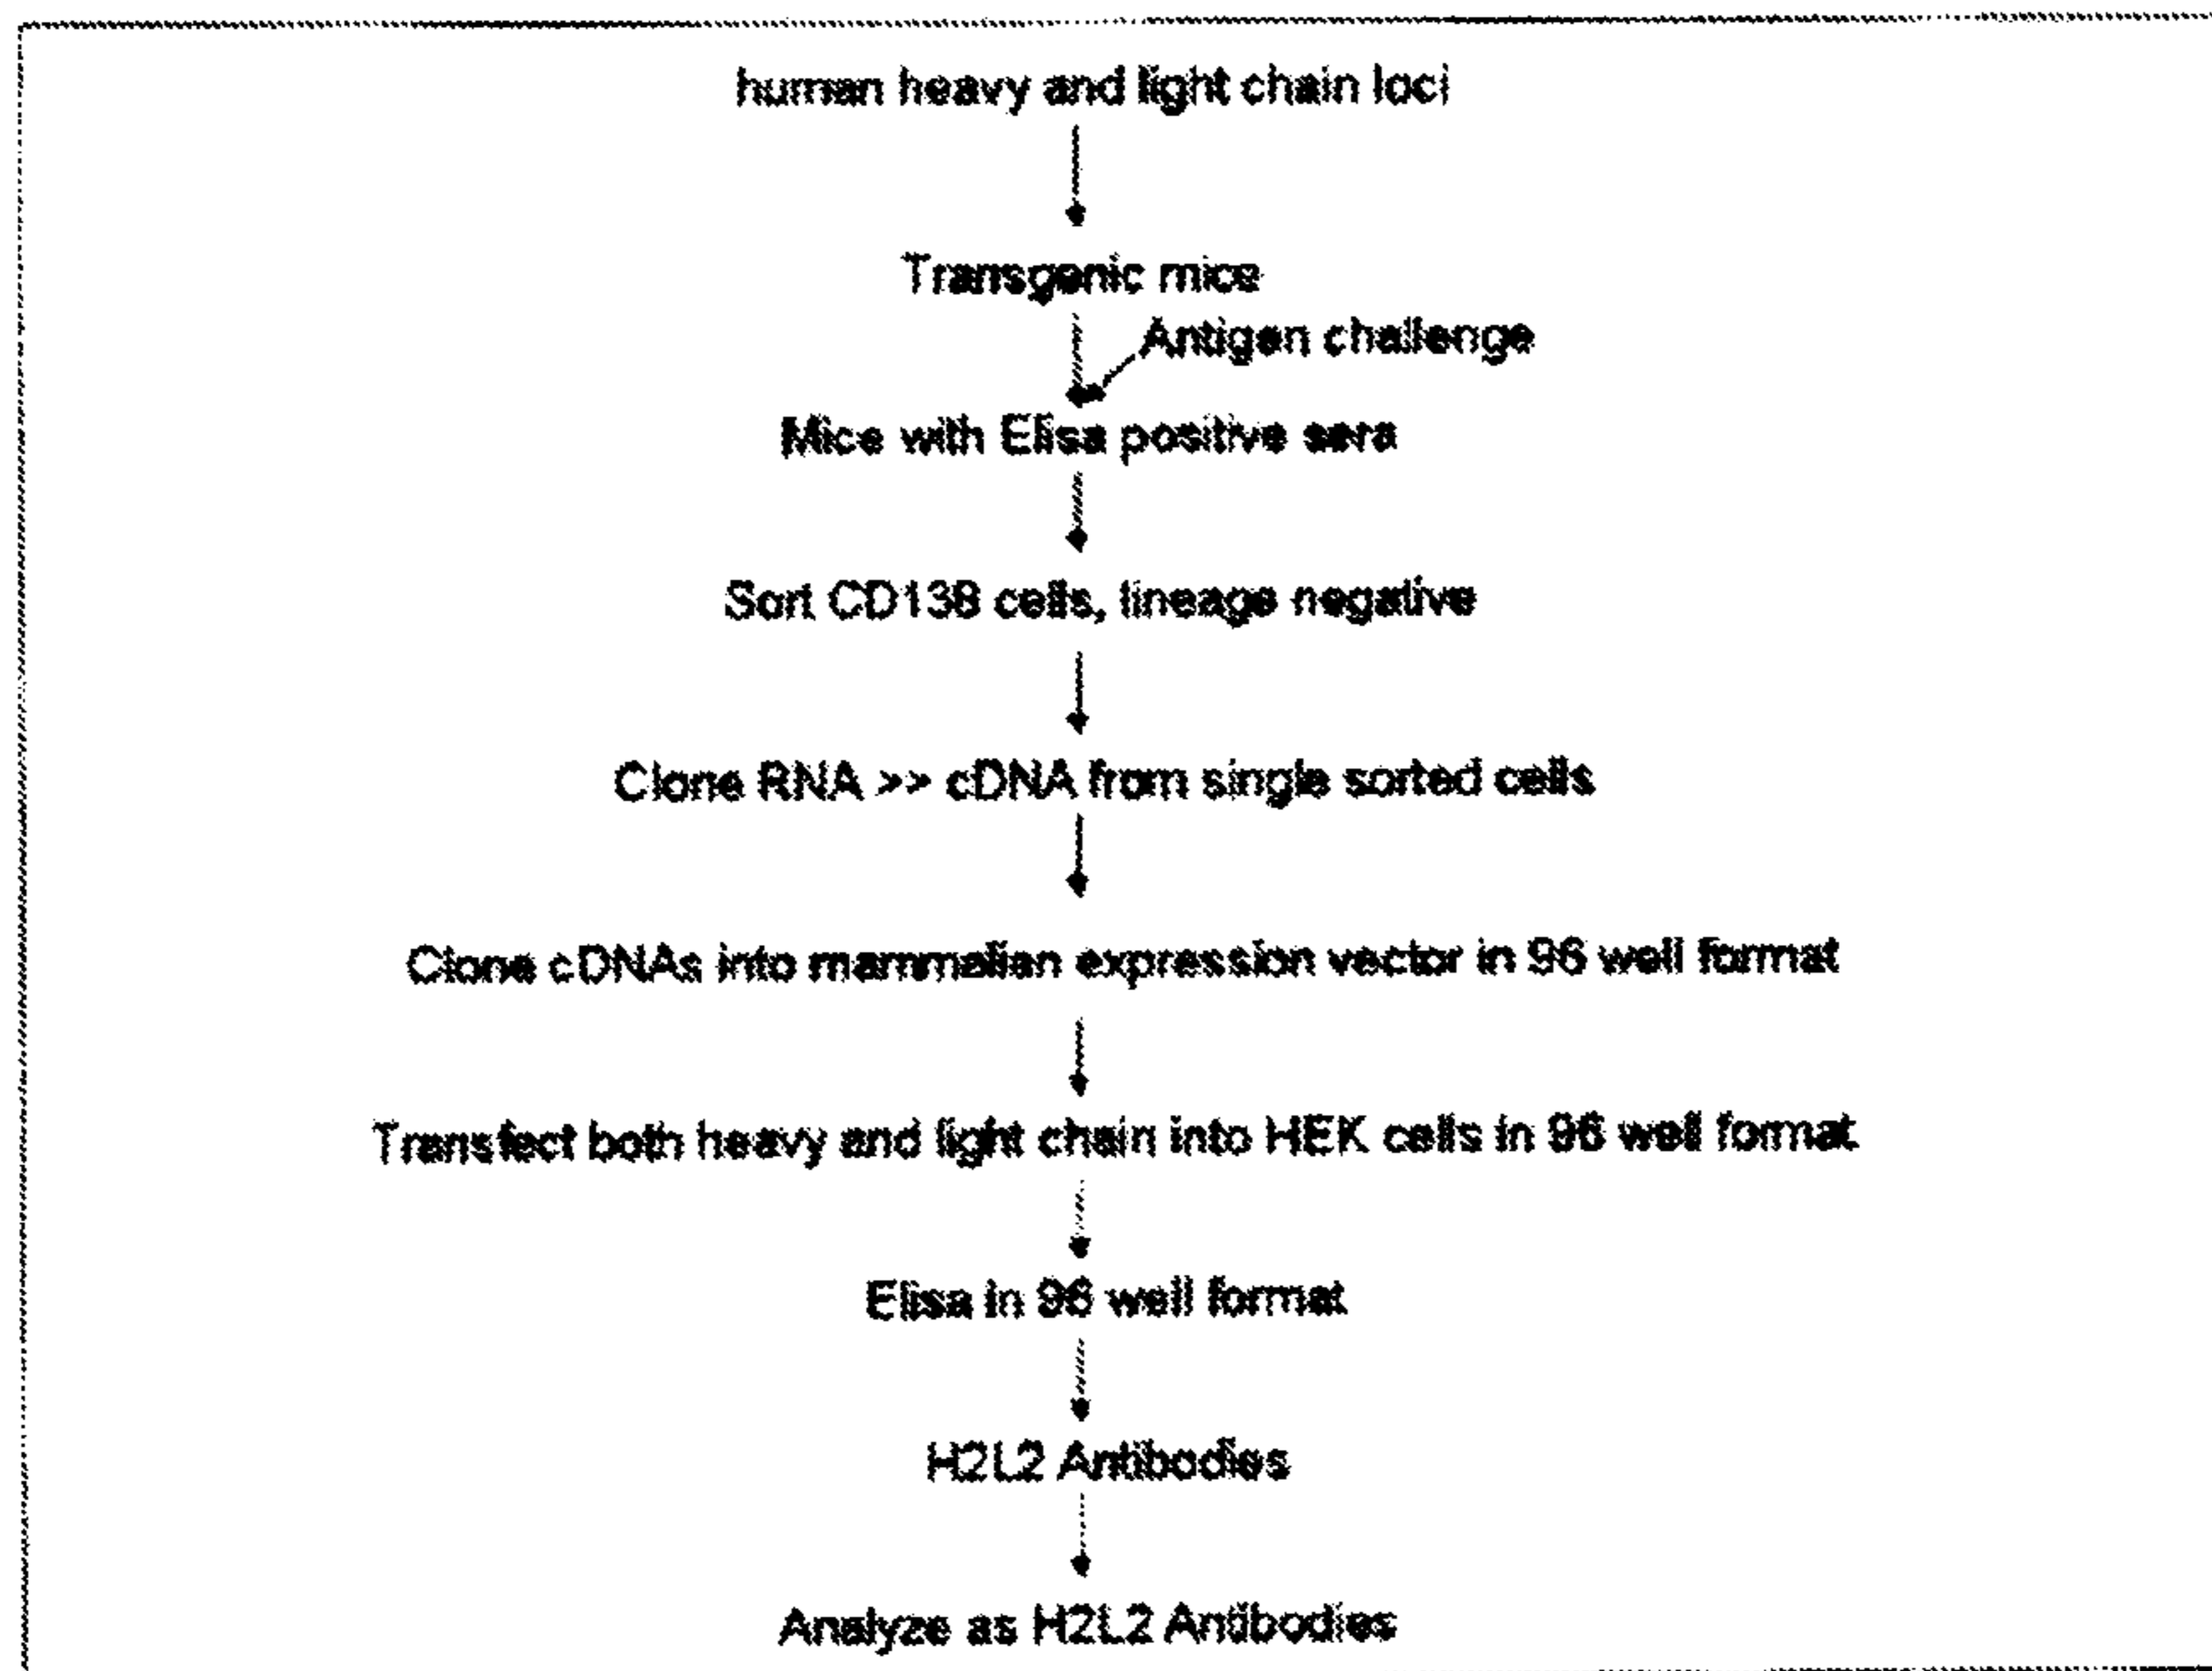 human heavy and light chain loci
Transgenic mice
Antigen challenge
Mice with Elisa positive sera
Sort CD138 cells, lineage negative
Clone RNA >> cDNA from single sorted cells
Clone cDNAs into mammalian expression vector in 96 well format
Transfect both heavy and light chain into HEK cells in 96 well format
Elisa in 96 well format
H2L2 Antibodies
Analyze as H2L2 Antibodies